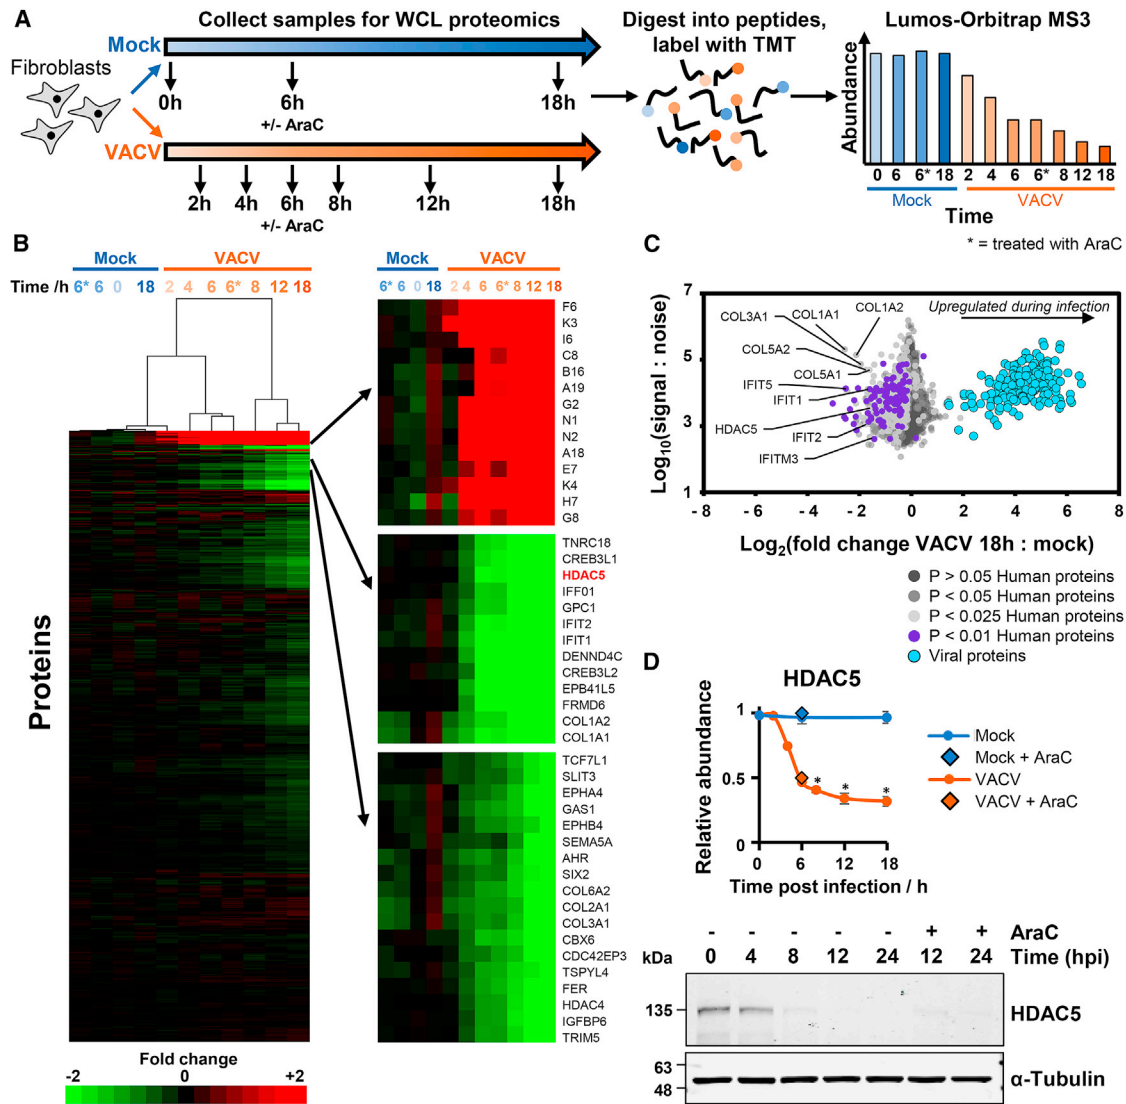 A
Collect samples for WCL proteomics
Digest into peptides,
label with TMT
Lumos-Orbitrap MS3
Mock
Fibroblasts
0h
6h
18h
+/- AraC
VACV
2h
4h
6h
8h
12h
18h
+/- AraC
Abundance
0 6 6* 18 2 4 6 6* 8 12 18
Mock
VACV
Time
* = treated with AraC
B
Mock
VACV
Time /h 6* 6 0 18 2 4 6 6* 8 12 18
Proteins
Mock
VACV
6* 6 0 18 2 4 6 6* 8 12 18
F6
K3
I6
C8
B16
A19
G2
N1
N2
A18
E7
K4
H7
G8
TNRC18
CREB3L1
HDAC5
IFF01
GPC1
IFIT2
IFIT1
DENND4C
CREB3L2
EPB41L5
FRMD6
COL1A2
COL1A1
TCF7L1
SLIT3
EPHA4
GAS1
EPHB4
SEMA5A
AHR
SIX2
COL6A2
COL2A1
COL3A1
CBX6
CDC42EP3
TSPYL4
FER
HDAC4
IGFBP6
TRIM5
Fold change
-2 0 +2
C
Log10(signal : noise)
7
5
3
1
Upregulated during infection
COL3A1
COL1A1
COL1A2
COL5A2
COL5A1
IFIT5
IFIT1
HDAC5
IFIT2
IFITM3
- 8 - 6 - 4 - 2 0 2 4 6 8
Log2(fold change VACV 18h : mock)
P > 0.05 Human proteins
P < 0.05 Human proteins
P < 0.025 Human proteins
P < 0.01 Human proteins
Viral proteins
D
HDAC5
Relative abundance
1
0.5
0
* * *
0 6 12 18
Time post infection / h
Mock
Mock + AraC
VACV
VACV + AraC
- - - - - + + AraC
kDa 0 4 8 12 24 12 24 Time (hpi)
135
HDAC5
63
48
α-Tubulin